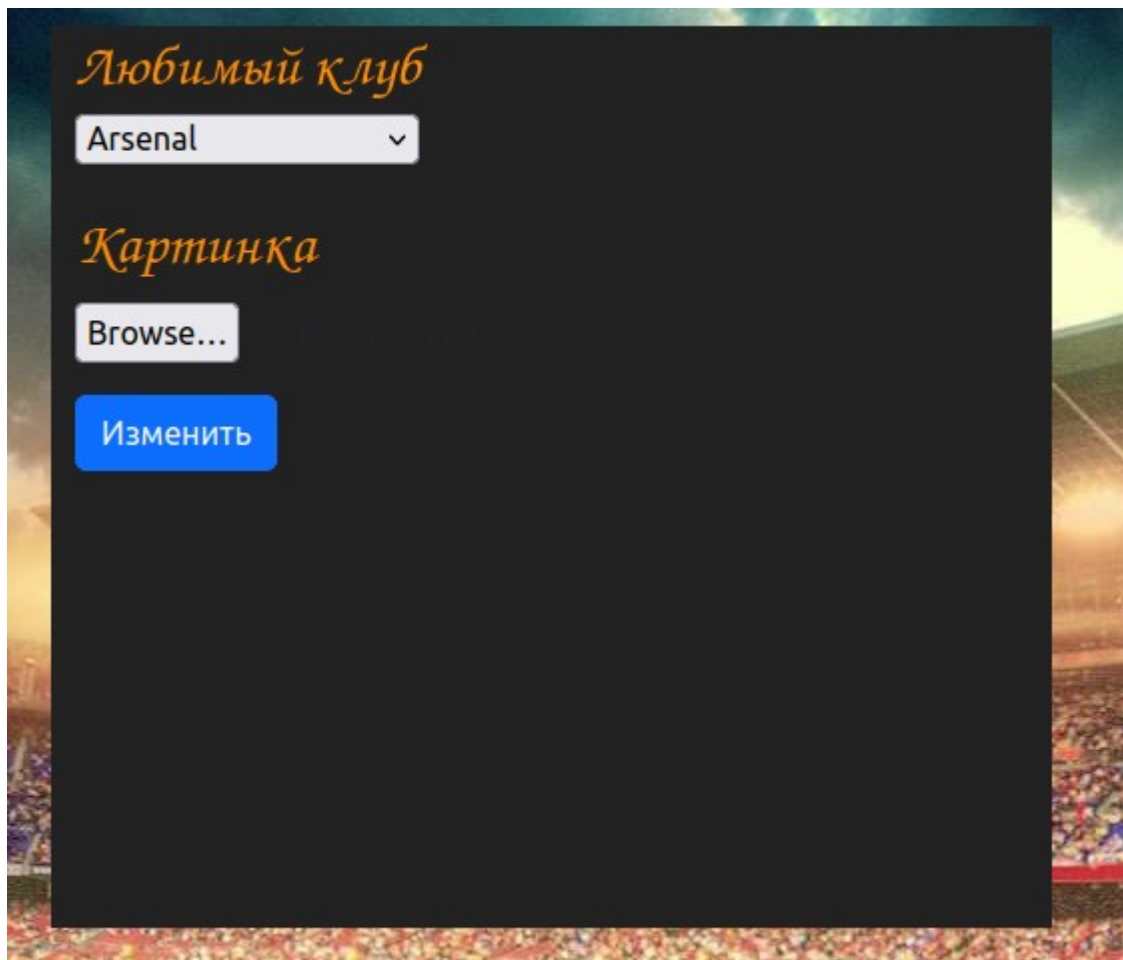 Любимый клуб
Arsenal
Картинка
Browse...
Изменить